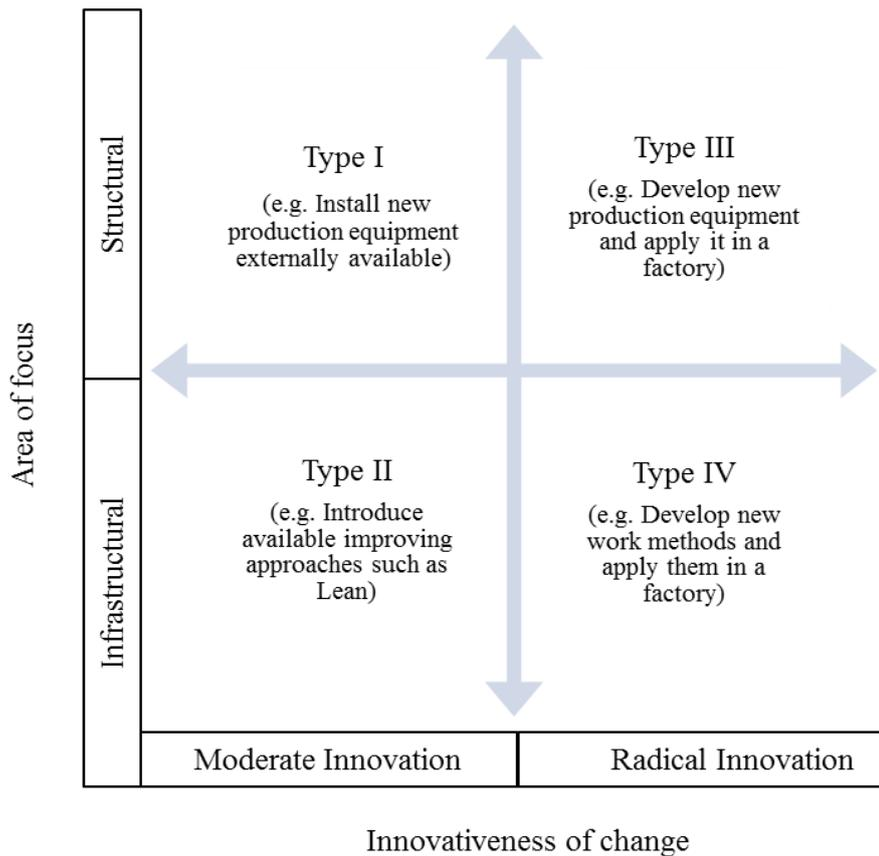 Area of focus
Structural
Infrastructural
Type I
(e.g. Install new
production equipment
externally available)
Type III
(e.g. Develop new
production equipment
and apply it in a
factory)
Type II
(e.g. Introduce
available improving
approaches such as
Lean)
Type IV
(e.g. Develop new
work methods and
apply them in a
factory)
Moderate Innovation
Radical Innovation
Innovativeness of change